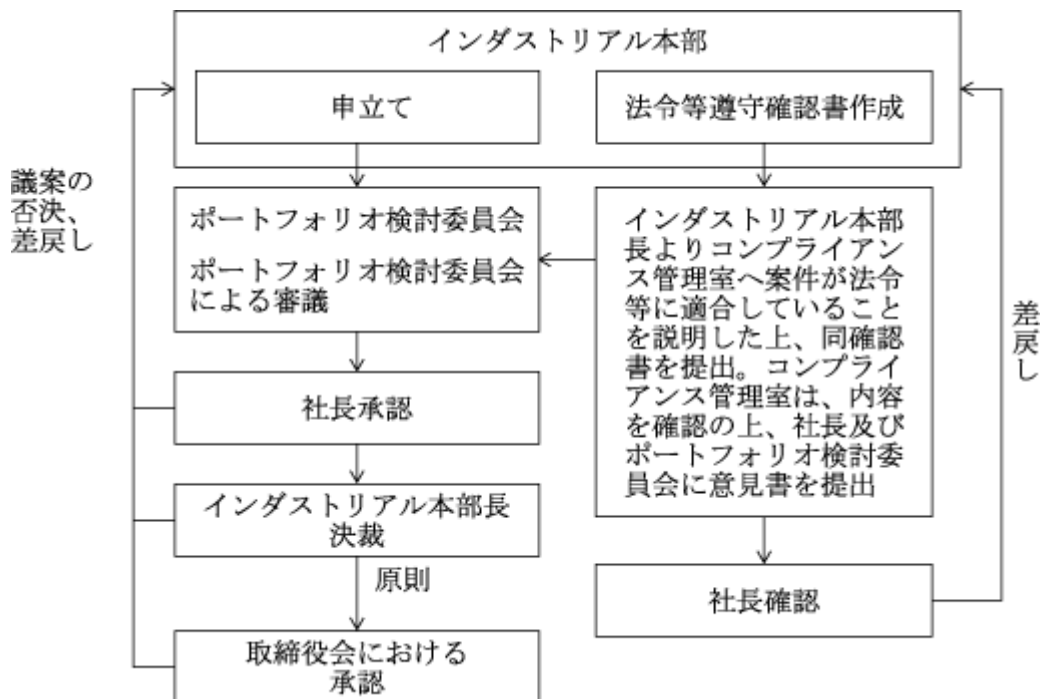 インダストリアル本部
申立て
法令等遵守確認書作成
議案の
否決、
差戻し
ポートフォリオ検討委員会
ポートフォリオ検討委員会
による審議
インダストリアル本部
長よりコンプライアン
ス管理室へ案件が法令
等に適合していること
を説明した上、同確認
書を提出。コンプライ
アンス管理室は、内容
を確認の上、社長及び
ポートフォリオ検討委
員会に意見書を提出
差戻し
社長承認
インダストリアル本部長
決裁
原則
社長確認
取締役会における
承認